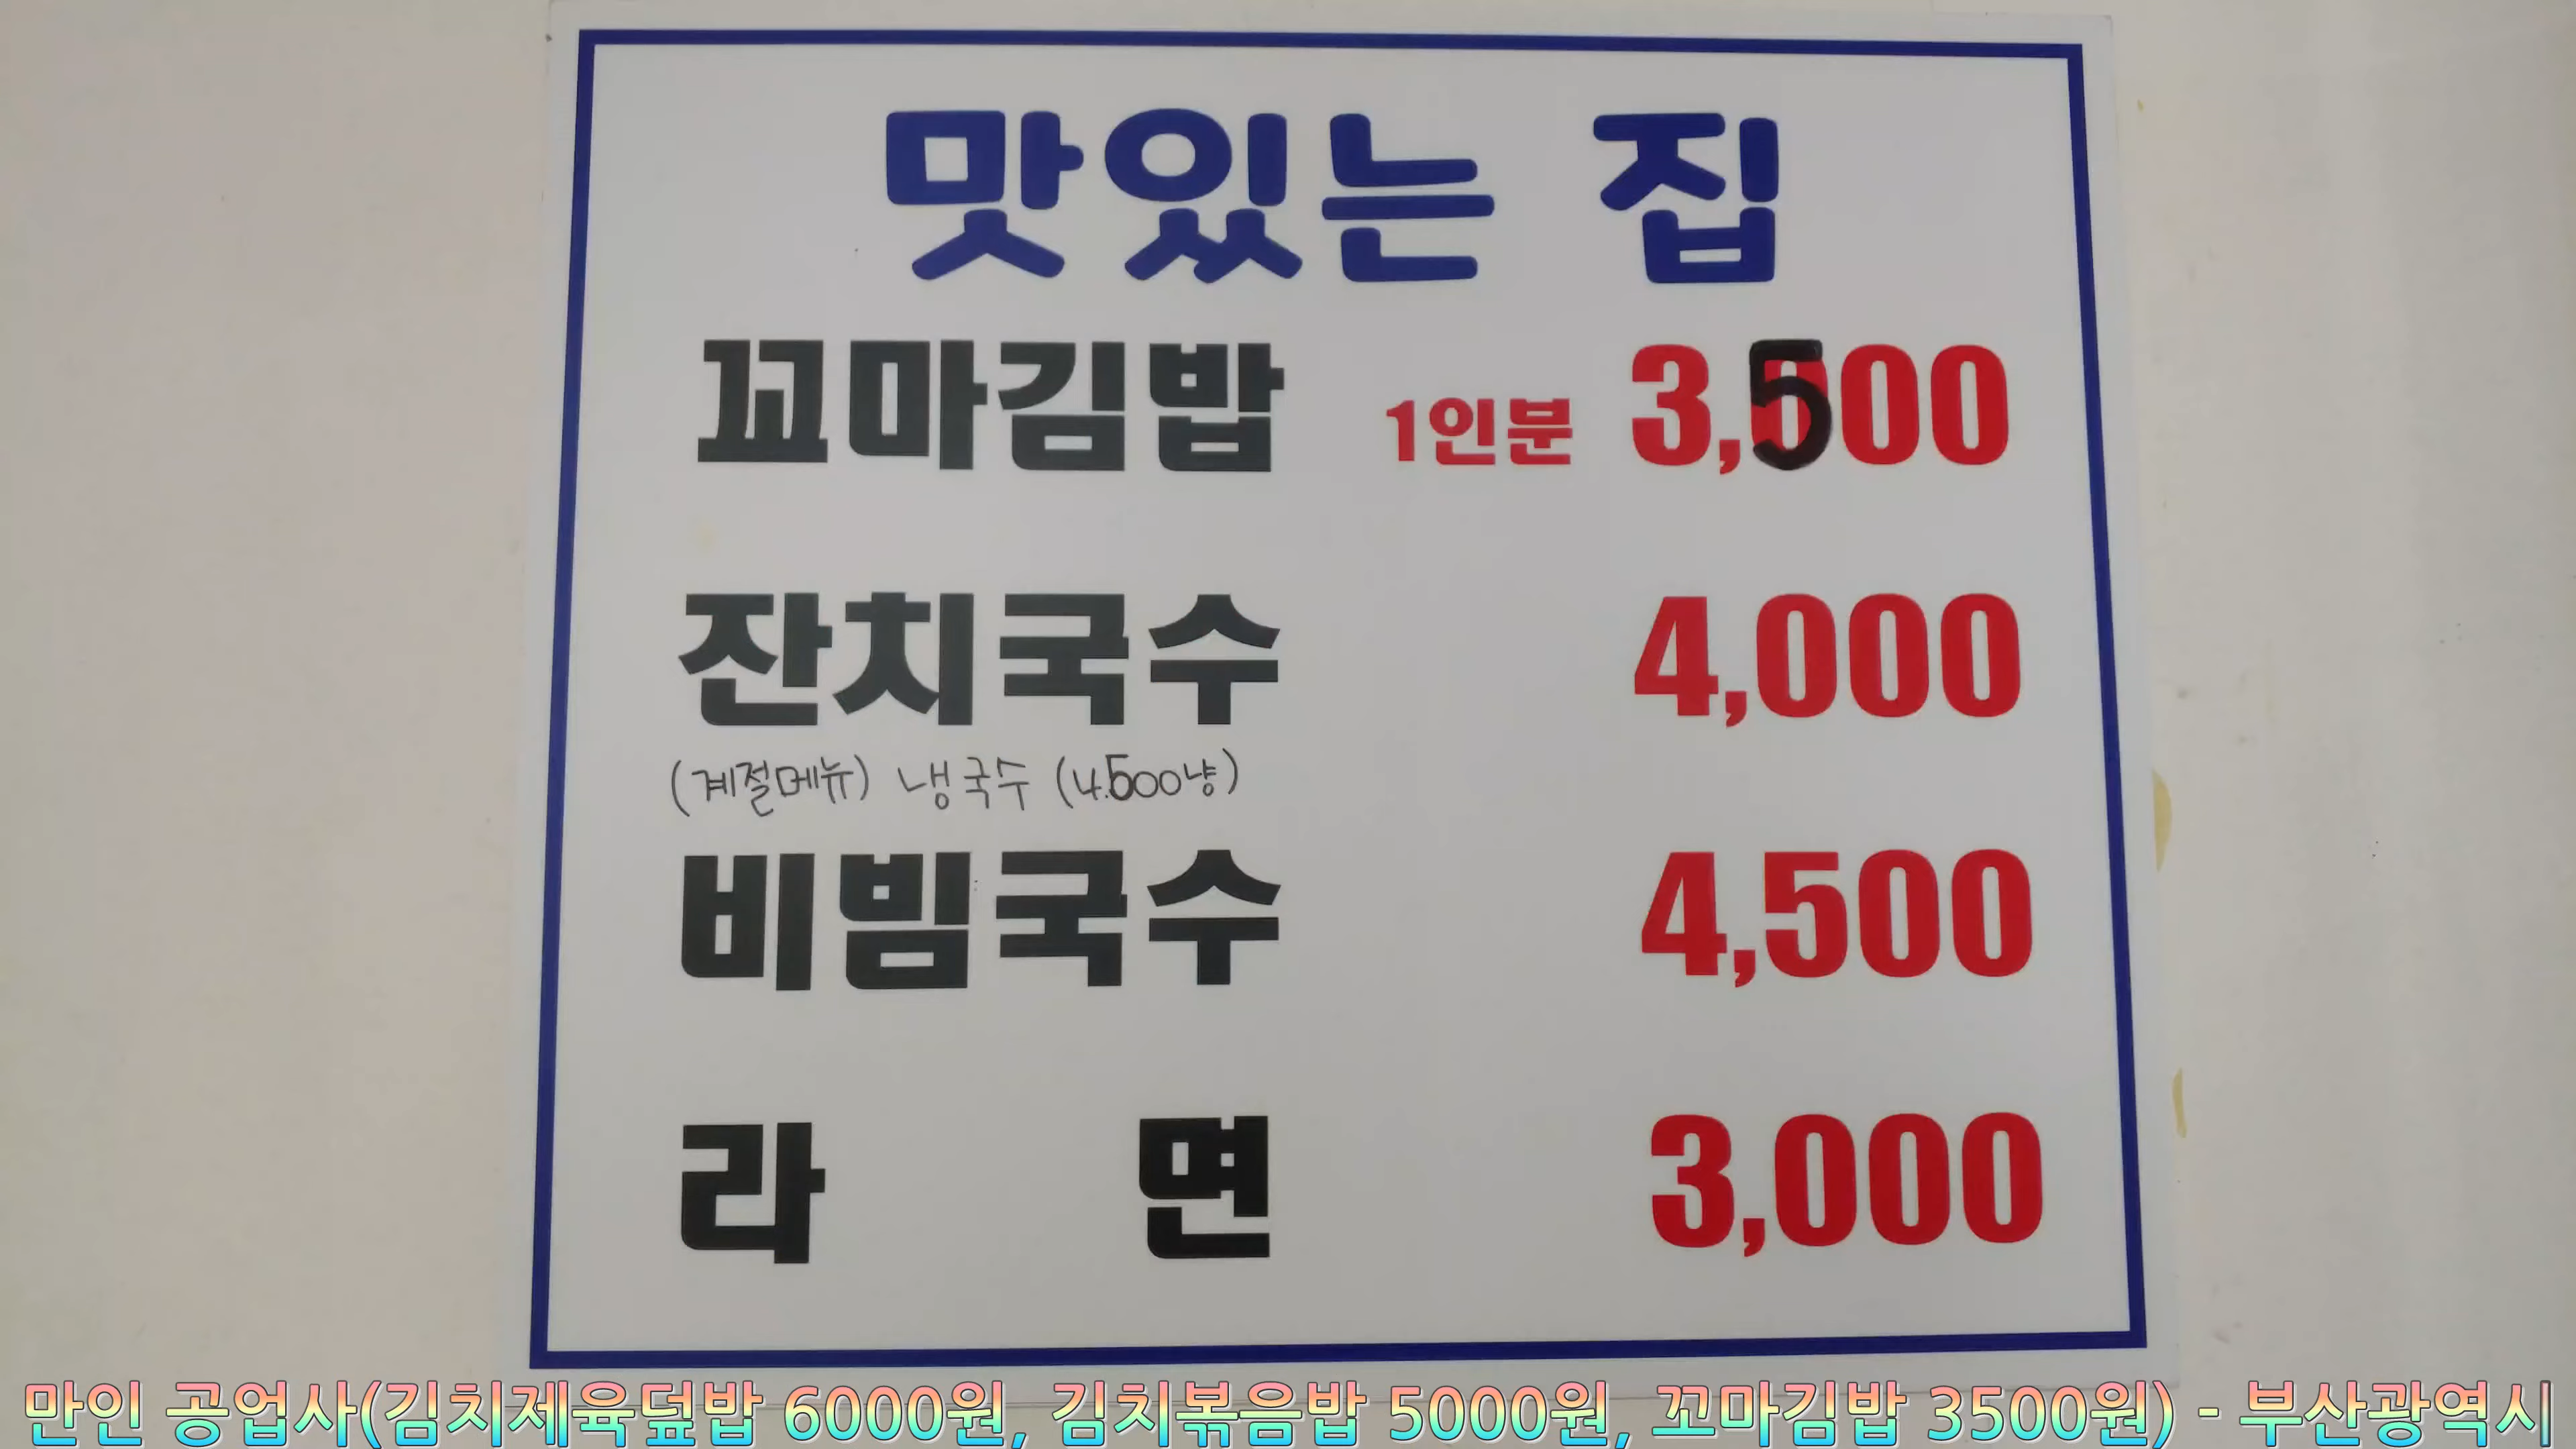 맛있는 집
꼬마김밥 1인분 3,500
잔치국수 4,000
(계절메뉴) 냉국수 (4.500냥)
비빔국수 4,500
라 면 3,000
만인 공업사(김치제육덮밥 6000원, 김치볶음밥 5000원, 꼬마김밥 3500원) - 부산광역시